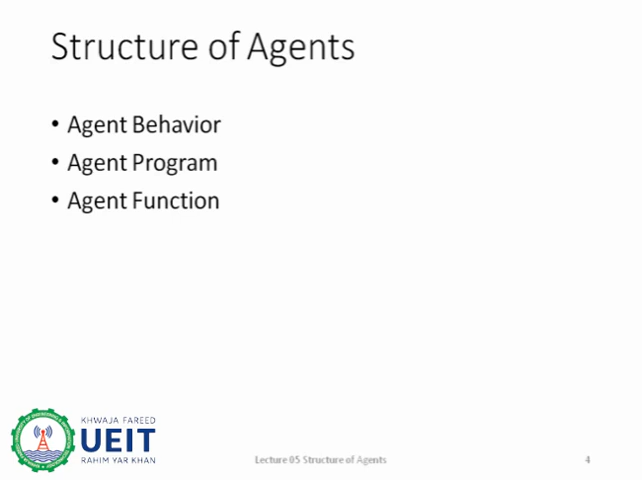 Structure of Agents
• Agent Behavior
• Agent Program
• Agent Function
KHWAJA FAREED
UEIT
RAHIM YAR KHAN
Lecture 05 Structure of Agents
4